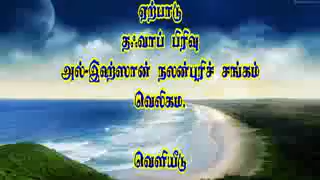 ஏற்பாடு
தஃவாப் பிரிவு
அல்-இஹ்ஸான் நலன்புரிச் சங்கம்
வெலிகம.
வெளியீடு